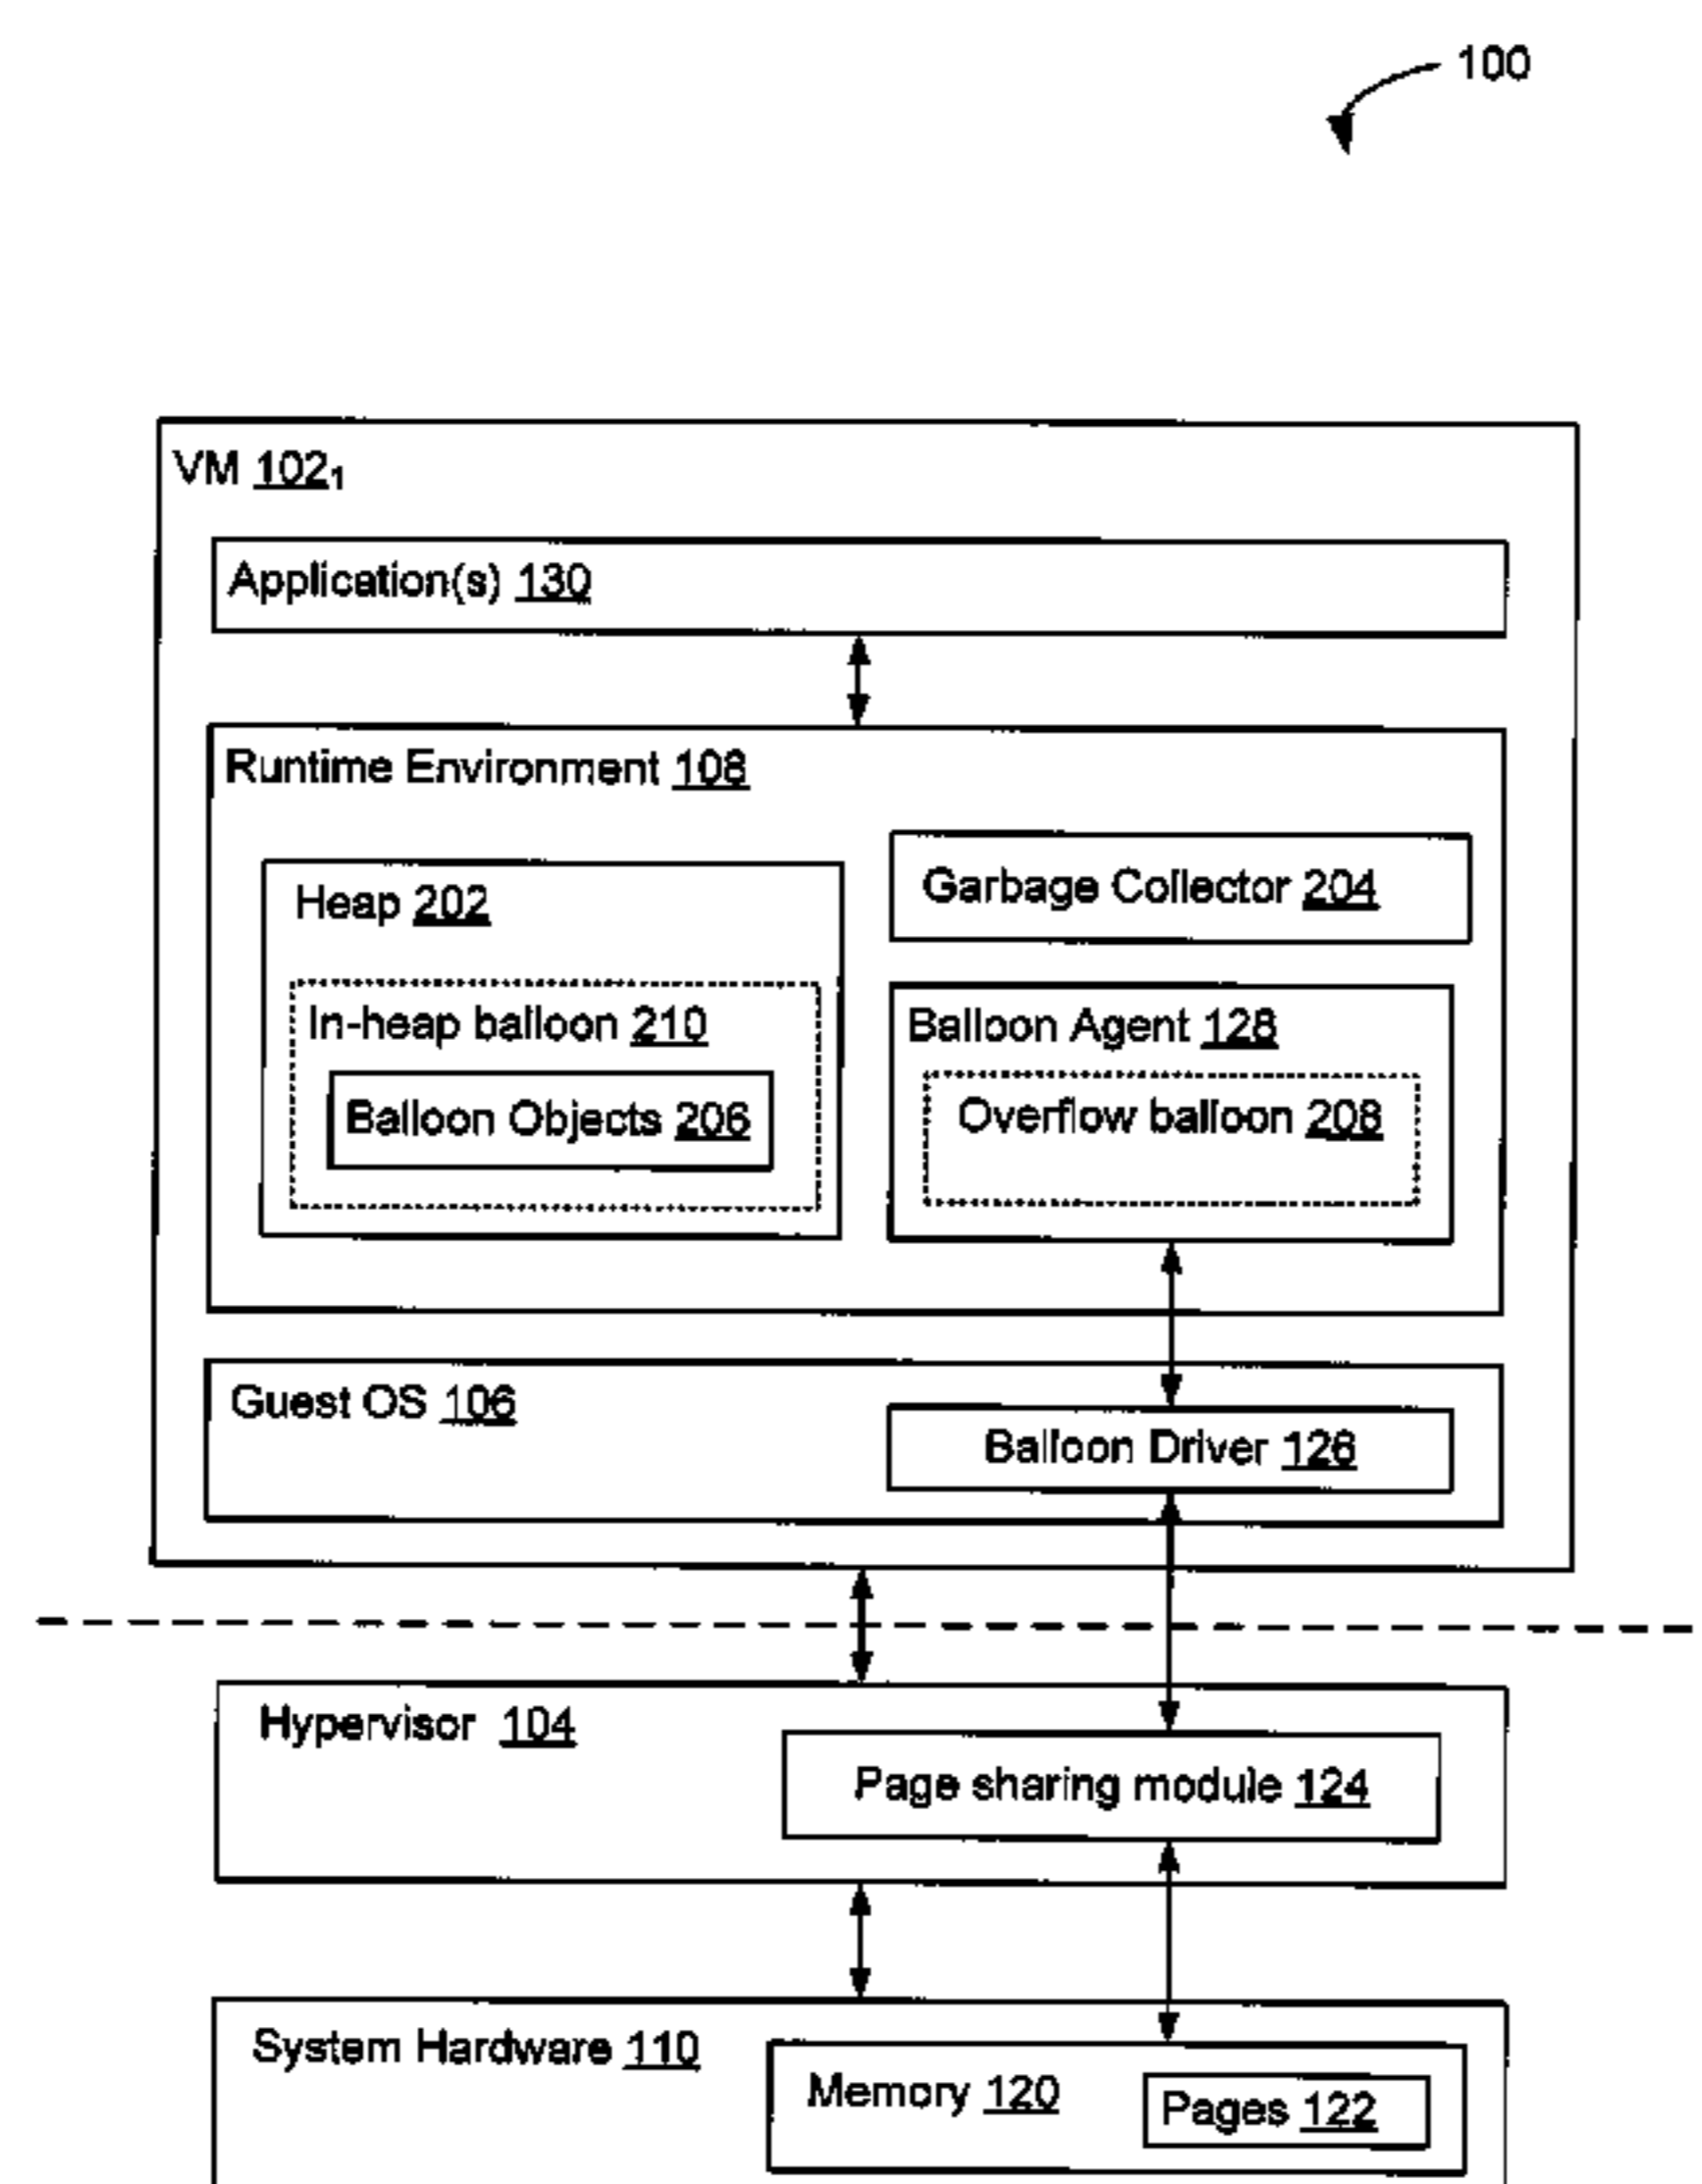 100
VM 102₁
Application(s) 130
Runtime Environment 108
Heap 202
Garbage Collector 204
In-heap balloon 210
Balloon Agent 128
Balloon Objects 206
Overflow balloon 208
Guest OS 106
Balloon Driver 126
Hypervisor 104
Page sharing module 124
System Hardware 110
Memory 120
Pages 122